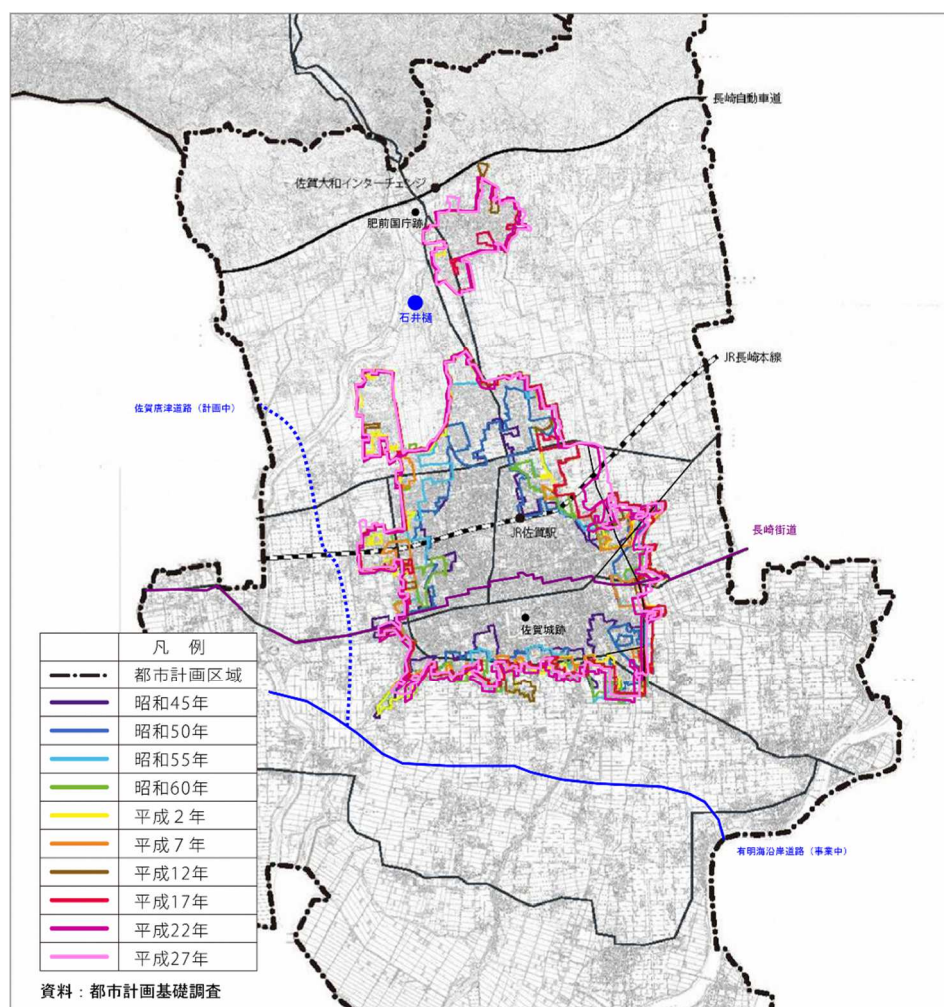 長崎自動車道
佐賀大和インターチェンジ
肥前国庁跡
石井樋
JR長崎本線
佐賀唐津道路（計画中）
長崎街道
JR佐賀駅
佐賀城跡
凡　例
都市計画区域
昭和45年
昭和50年
昭和55年
昭和60年
平成２年
平成７年
平成12年
平成17年
平成22年
平成27年
有明海沿岸道路（事業中）
資料：都市計画基礎調査